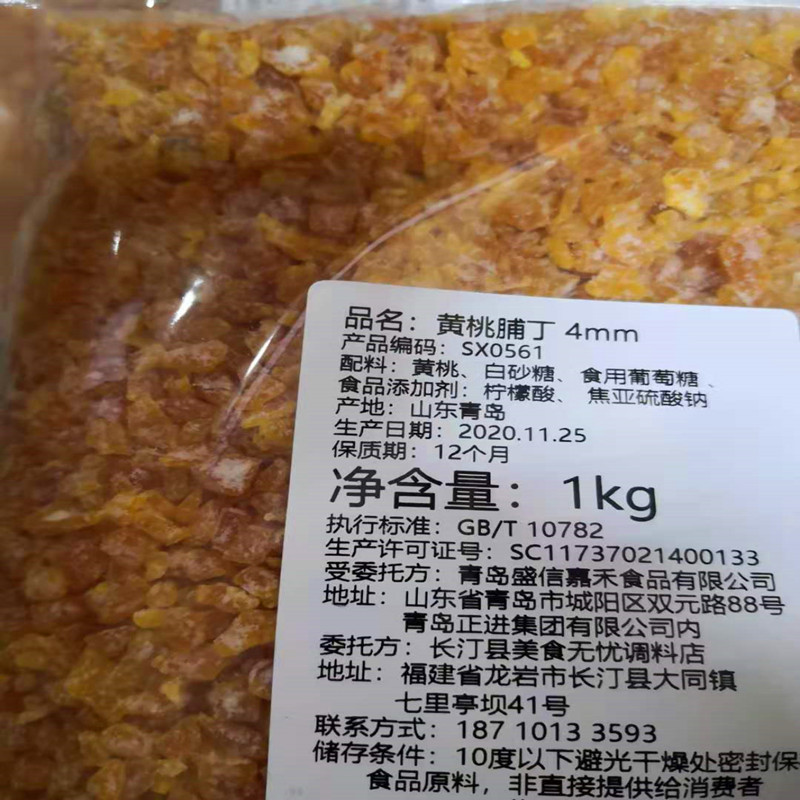 品名：黄桃脯丁 4mm
产品编码：SX0561
配料：黄桃、白砂糖、食用葡萄糖、
食品添加剂：柠檬酸、焦亚硫酸钠
产地：山东青岛
生产日期：2020.11.25
保质期：12个月
净含量：1kg
执行标准：GB/T 10782
生产许可证号：SC11737021400133
受委托方：青岛盛信嘉禾食品有限公司
地址：山东省青岛市城阳区双元路88号
青岛正进集团有限公司内
委托方：长汀县美食无忧调料店
地址：福建省龙岩市长汀县大同镇
七里亭坝41号
联系方式：187 1013 3593
储存条件：10度以下避光干燥处密封保
食品原料，非直接提供给消费者